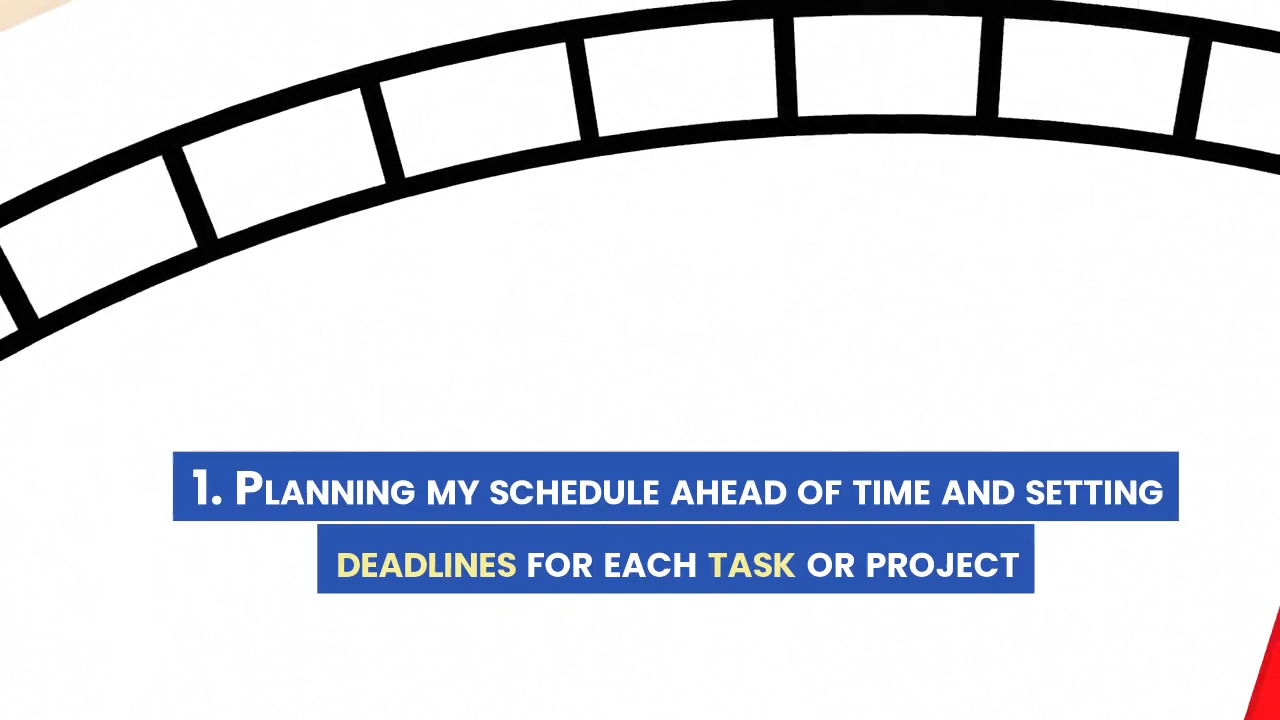 1. Planning my schedule ahead of time and setting
deadlines for each task or project